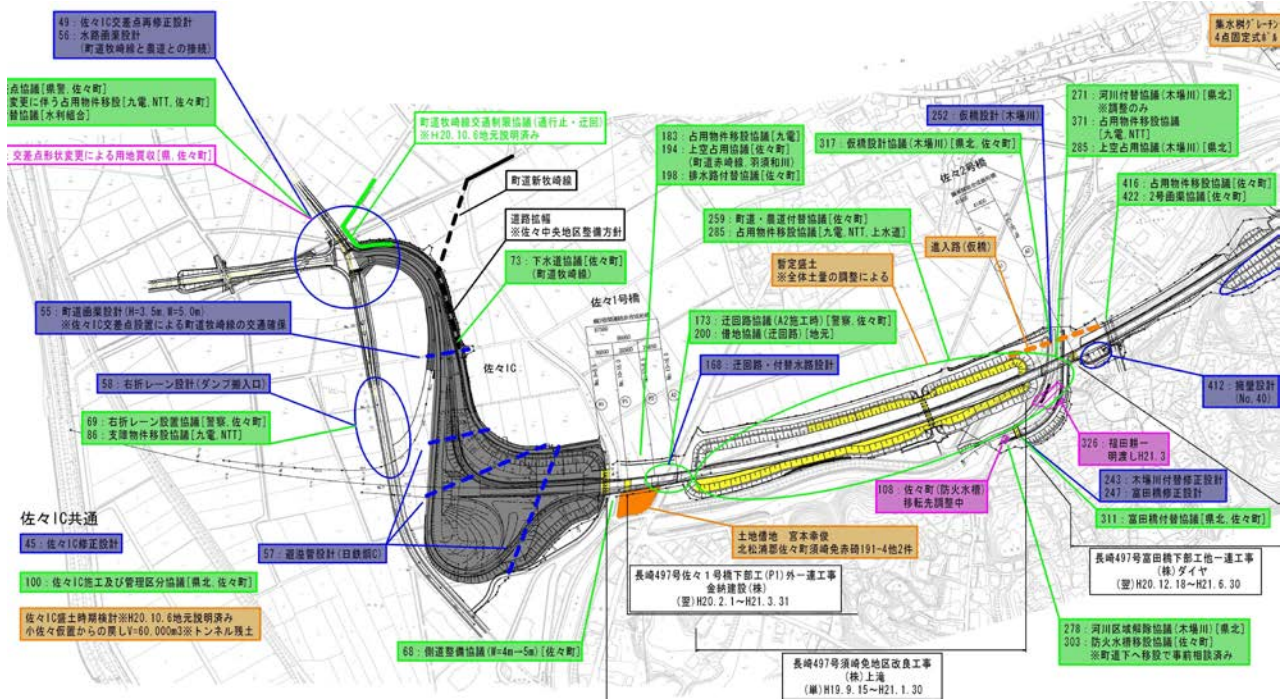 49：佐々IC交差点再修正設計
56：水路函渠設計
(町道牧崎線と農道との接続)
点協議[県警、佐々町]
変更に伴う占用物件移設[九電、NTT、佐々町]
替協議[水利組合]
：交差点形状変更による用地買収[県、佐々町]
町道牧崎線交通制限協議(通行止・迂回)
※H20.10.6地元説明済み
町道新牧崎線
道路拡幅
※佐々中央地区整備方針
73：下水道協議[佐々町]
(町道牧崎線)
55：町道函渠設計(H=3.5m、W=5.0m)
※佐々IC交差点設置による町道牧崎線の交通確保
58：右折レーン設計(ダンプ搬入口)
69：右折レーン設置協議[警察、佐々町]
86：支障物件移設協議[九電、NTT]
佐々IC
佐々IC共通
45：佐々IC修正設計
57：避溢管設計(日鉄鋼C)
100：佐々IC施工及び管理区分協議[県北、佐々町]
佐々IC盛土時期検討※H20.10.6地元説明済み
小佐々仮置からの戻しV=60,000m3※トンネル残土
68：側道整備協議(W=4m→5m)[佐々町]
183：占用物件移設協議[九電]
194：上空占用協議[佐々町]
(町道赤崎線、羽須和川)
198：排水路付替協議[佐々町]
佐々1号橋
259：町道・農道付替協議[佐々町]
285：占用物件移設協議[九電、NTT、上水道]
暫定盛土
※全体土量の調整による
173：迂回路協議(A2施工時)[警察、佐々町]
200：借地協議(迂回路)[地元]
168：迂回路・付替水路設計
252：仮橋設計(木場川)
317：仮橋設計協議(木場川)[県北、佐々町]
佐々2号橋
進入路(仮橋)
集水桝グレーチン
4点固定式ボル
271：河川付替協議(木場川)[県北]
※調整のみ
371：占用物件移設協議
[九電、NTT]
285：上空占用協議(木場川)[県北]
416：占用物件移設協議[佐々町]
422：2号函渠協議[佐々町]
412：擁壁設計
(No.40)
326：福田耕一
明渡しH21.3
108：佐々町(防火水槽)
移転先調整中
243：木場川付替修正設計
247：富田橋修正設計
311：富田橋付替協議[県北、佐々町]
土地借地　宮本幸俊
北松浦郡佐々町須崎免赤碕191-4他2件
長崎497号佐々1号橋下部工(P1)外一連工事
金納建設(株)
(翌)H20.2.1～H21.3.31
長崎497号富田橋下部工他一連工事
(株)ダイヤ
(翌)H20.12.18～H21.6.30
278：河川区域解除協議(木場川)[県北]
303：防火水槽移設協議[佐々町]
※町道下へ移設で事前相談済み
長崎497号須崎免地区改良工事
(株)上滝
(単)H19.9.15～H21.1.30